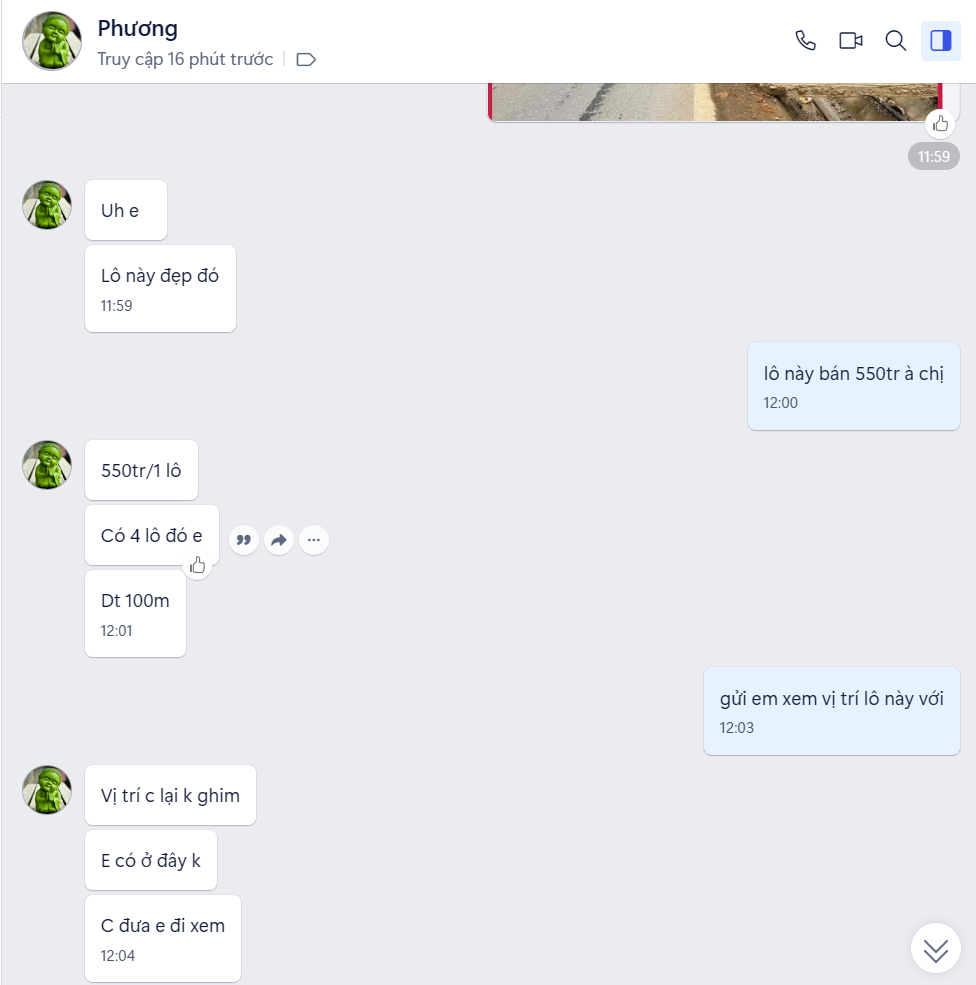 Phương
Truy cập 16 phút trước
11:59
Uh e
Lô này đẹp đó
11:59
lô này bán 550tr à chị
12:00
550tr/1 lô
Có 4 lô đó e
Dt 100m
12:01
gửi em xem vị trí lô này với
12:03
Vị trí c lại k ghim
E có ở đây k
C đưa e đi xem
12:04